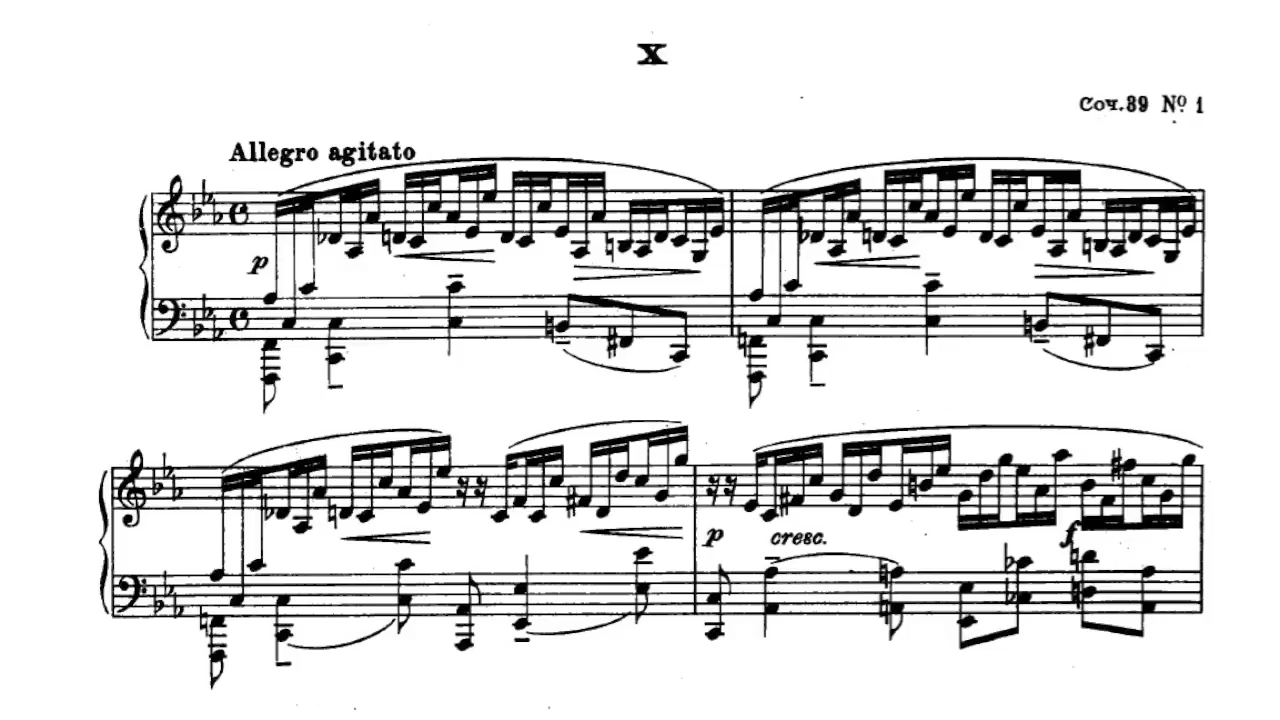 X
Соч. 39 № 1
Allegro agitato
p
p cresc. f